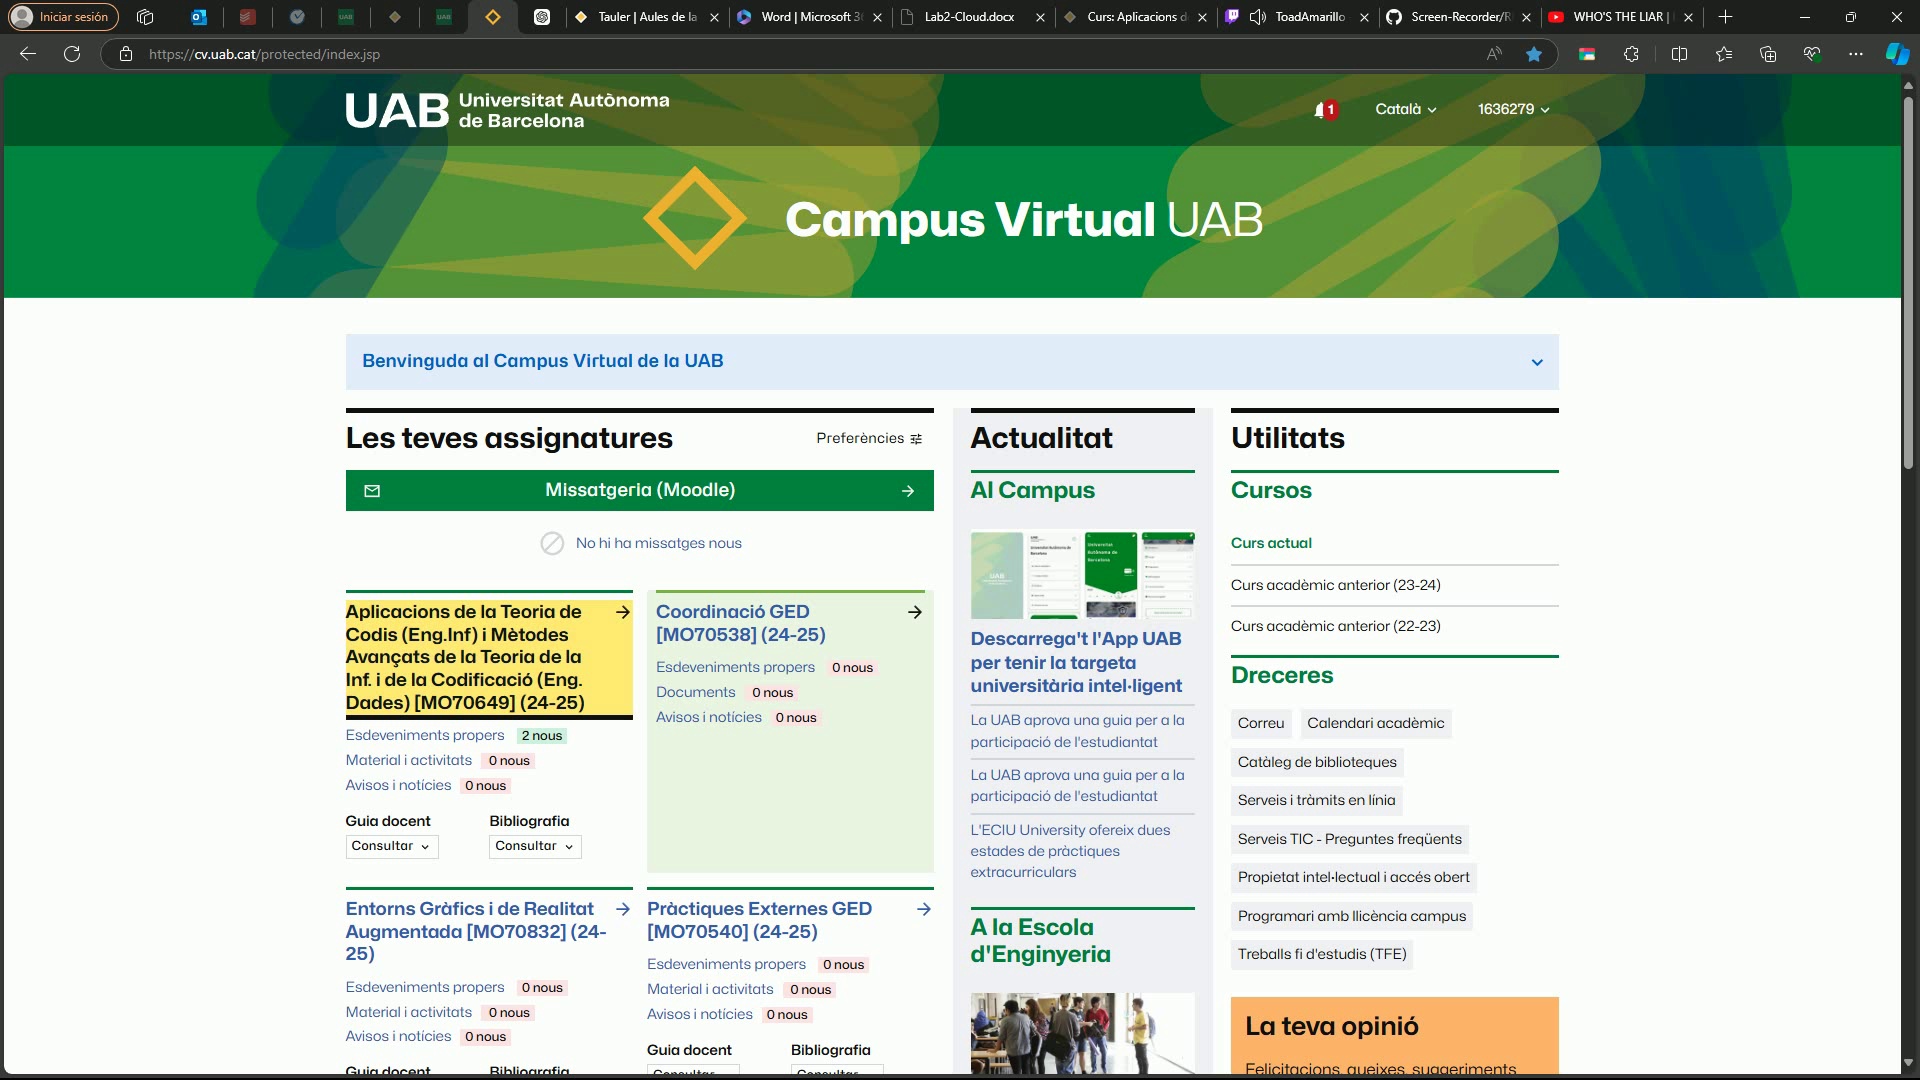 Iniciar sesión
Tauler | Aules de la
Word | Microsoft 3
Lab2-Cloud.docx
Curs: Aplicacions d
ToadAmarillo
Screen-Recorder/R
WHO'S THE LIAR |
https://cv.uab.cat/protected/index.jsp
UAB Universitat Autònoma
de Barcelona
1
Català
1636279
Campus Virtual UAB
Benvinguda al Campus Virtual de la UAB
Les teves assignatures
Preferències
Missatgeria (Moodle)
No hi ha missatges nous
Aplicacions de la Teoria de
Codis (Eng.Inf) i Mètodes
Avançats de la Teoria de la
Inf. i de la Codificació (Eng.
Dades) [MO70649] (24-25)
Esdeveniments propers 2 nous
Material i activitats 0 nous
Avisos i notícies 0 nous
Guia docent
Bibliografia
Consultar
Consultar
Coordinació GED
[MO70538] (24-25)
Esdeveniments propers 0 nous
Documents 0 nous
Avisos i notícies 0 nous
Entorns Gràfics i de Realitat
Augmentada [MO70832] (24-
25)
Esdeveniments propers 0 nous
Material i activitats 0 nous
Avisos i notícies 0 nous
Guia docent
Bibliografia
Pràctiques Externes GED
[MO70540] (24-25)
Esdeveniments propers 0 nous
Material i activitats 0 nous
Avisos i notícies 0 nous
Guia docent
Bibliografia
Consultar
Consultar
Actualitat
Al Campus
Descarrega't l'App UAB
per tenir la targeta
universitària intel·ligent
La UAB aprova una guia per a la
participació de l'estudiantat
La UAB aprova una guia per a la
participació de l'estudiantat
L'ECIU University ofereix dues
estades de pràctiques
extracurriculars
A la Escola
d'Enginyeria
Utilitats
Cursos
Curs actual
Curs acadèmic anterior (23-24)
Curs acadèmic anterior (22-23)
Dreceres
Correu
Calendari acadèmic
Catàleg de biblioteques
Serveis i tràmits en línia
Serveis TIC - Preguntes freqüents
Propietat intel·lectual i accés obert
Programari amb llicència campus
Treballs fi d'estudis (TFE)
La teva opinió
Felicitacions, queixes, suggeriments